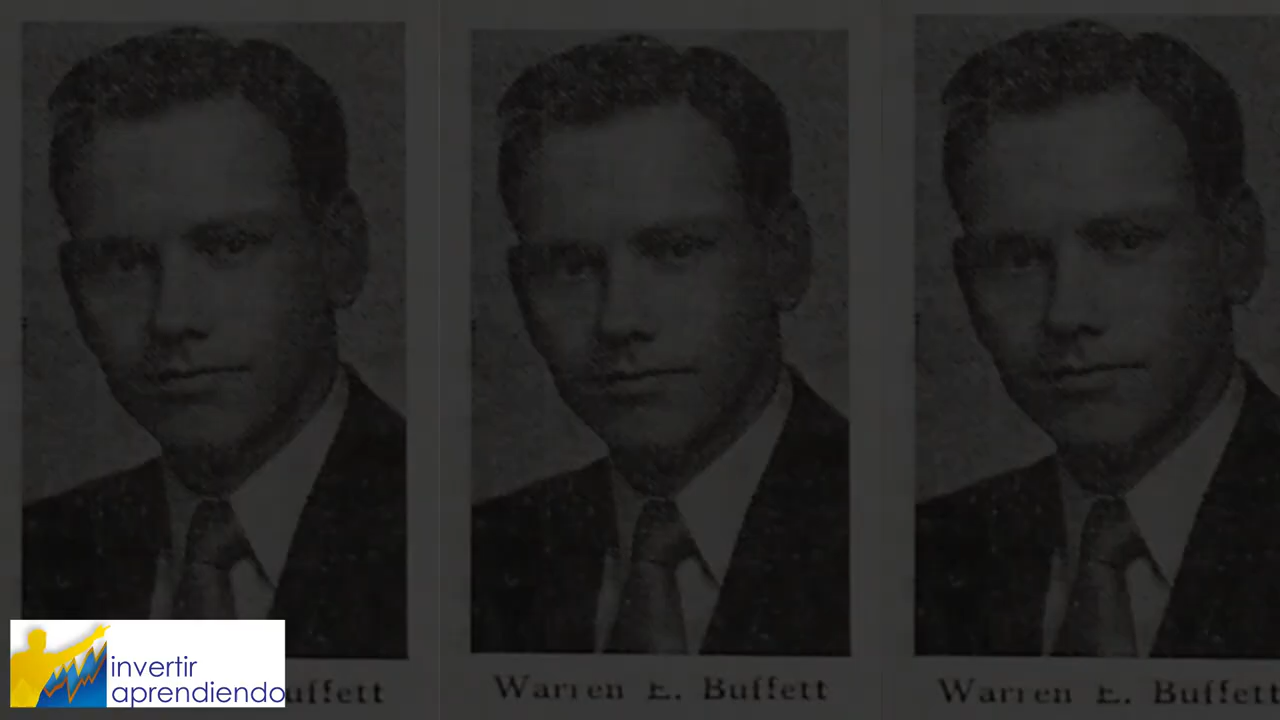 uffett
Warren E. Buffett
Warren E. Buffett
invertir
aprendiendo